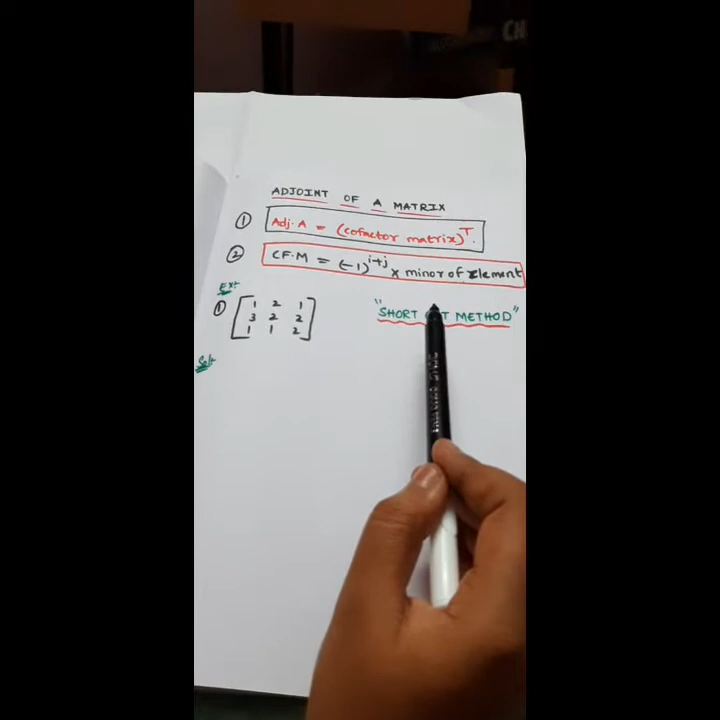 ADJOINT OF A MATRIX
① Adj.A = (cofactor matrix)ᵀ.
② CF.M = (-1)ⁱ⁺ʲ × minor of Element
Ex:
① [1 2 1
3 2 2
1 1 2]
"SHORT METHOD"